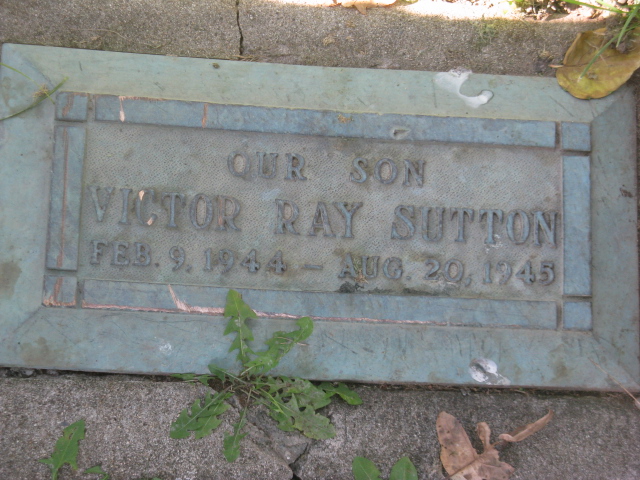 OUR SON
VICTOR RAY SUTTON
FEB. 9, 1944 – AUG. 20, 1945